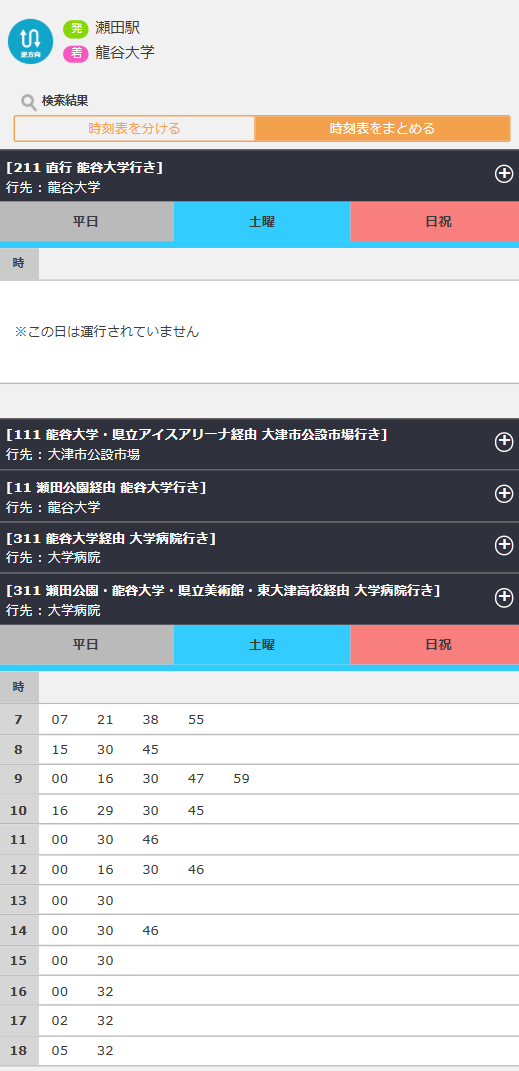 発 瀬田駅
逆方向
着 龍谷大学
検索結果
時刻表を分ける 時刻表をまとめる
[211 直行 龍谷大学行き]
行先：龍谷大学
平日 土曜 日祝
時
※この日は運行されていません
[111 龍谷大学・県立アイスアリーナ経由 大津市公設市場行き]
行先：大津市公設市場
[11 瀬田公園経由 龍谷大学行き]
行先：龍谷大学
[311 龍谷大学経由 大学病院行き]
行先：大学病院
[311 瀬田公園・龍谷大学・県立美術館・東大津高校経由 大学病院行き]
行先：大学病院
平日 土曜 日祝
時
7 07 21 38 55
8 15 30 45
9 00 16 30 47 59
10 16 29 30 45
11 00 30 46
12 00 16 30 46
13 00 30
14 00 30 46
15 00 30
16 00 32
17 02 32
18 05 32